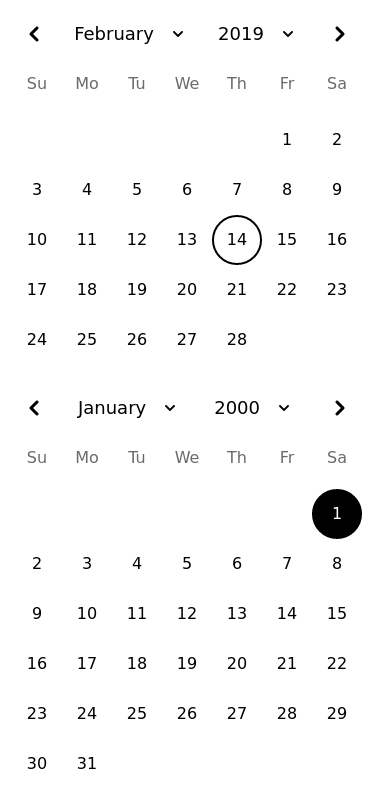 February 2019
Su Mo Tu We Th Fr Sa
1 2
3 4 5 6 7 8 9
10 11 12 13 14 15 16
17 18 19 20 21 22 23
24 25 26 27 28
January 2000
Su Mo Tu We Th Fr Sa
1
2 3 4 5 6 7 8
9 10 11 12 13 14 15
16 17 18 19 20 21 22
23 24 25 26 27 28 29
30 31